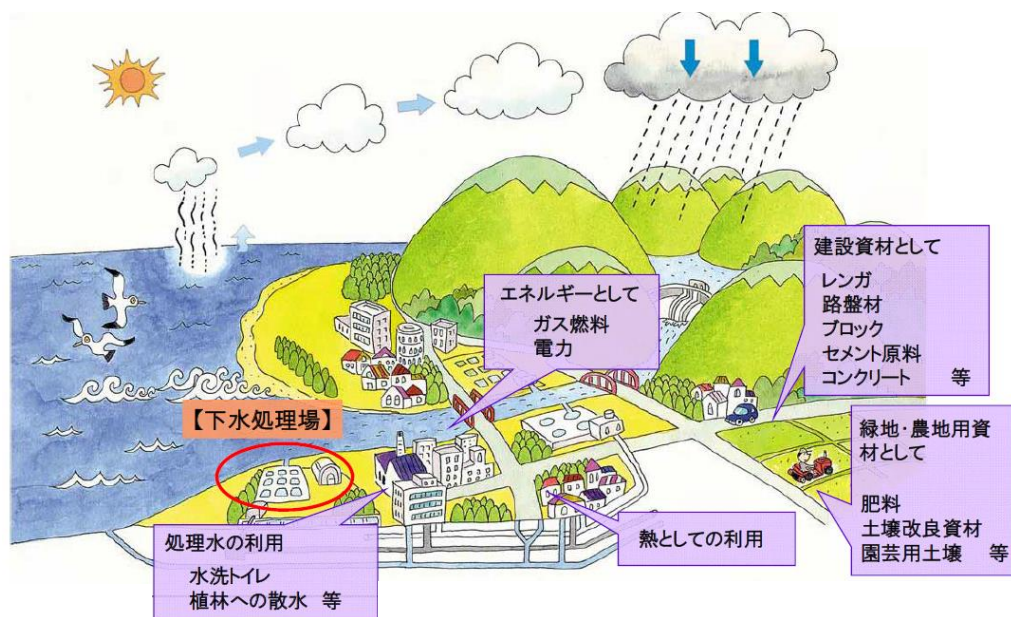 建設資材として
レンガ
路盤材
ブロック
セメント原料
コンクリート 等
エネルギーとして
ガス燃料
電力
【下水処理場】
緑地・農地用資
材として
肥料
土壌改良資材
園芸用土壌 等
処理水の利用
水洗トイレ
植林への散水 等
熱としての利用